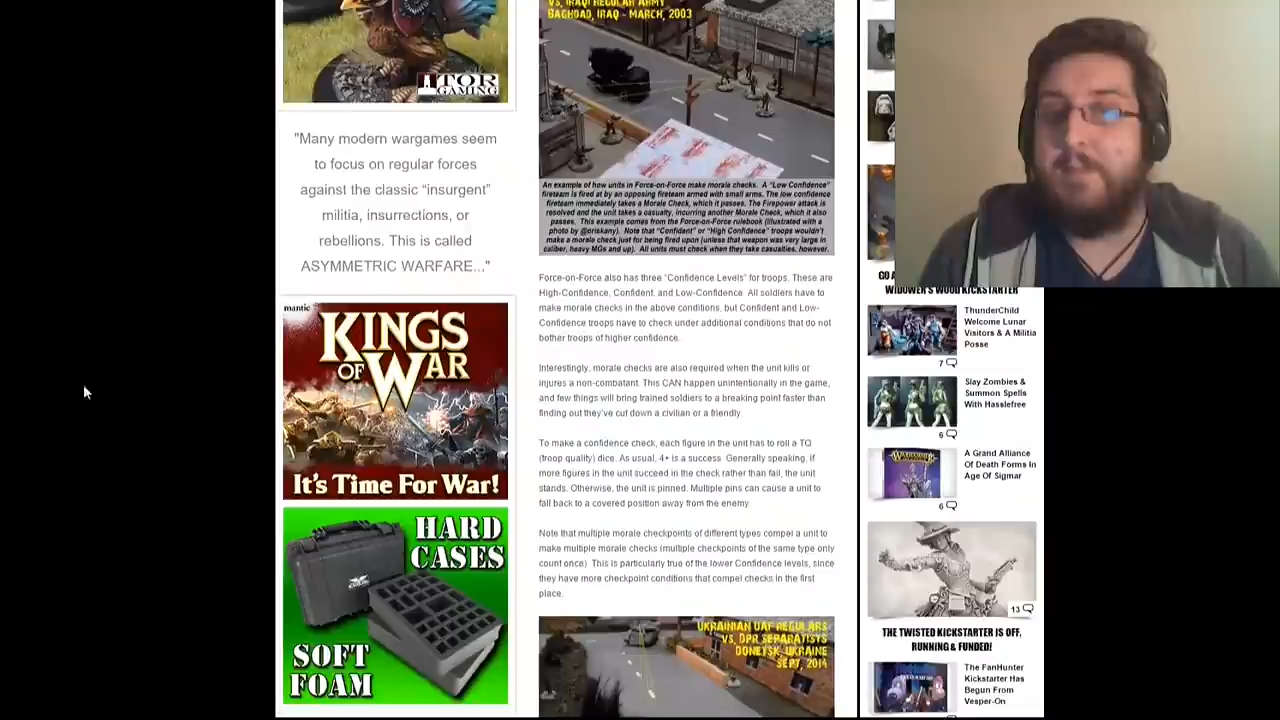 TOR
GAMING
"Many modern wargames seem
to focus on regular forces
against the classic “insurgent”
militia, insurrections, or
rebellions. This is called
ASYMMETRIC WARFARE..."
mantic
KINGS
OF WAR
It's Time For War!
HARD
CASES
SOFT
FOAM
VS. IRAQI REGULAR ARMY
BAGHDAD, IRAQ - MARCH, 2003
An example of how units in Force-on-Force make morale checks. A “Low Confidence”
fireteam is fired at by an opposing fireteam armed with small arms. The low confidence
fireteam immediately takes a Morale Check, which it passes. The Firepower attack is
resolved and the unit takes a casualty, incurring another Morale Check, which it also
passes. This example comes from the Force-on-Force rulebook (illustrated with a
photo by @oriskany). Note that “Confident” or “High Confidence” troops wouldn't
make a morale check just for being fired upon (unless that weapon was very large in
caliber, heavy MGs and up). All units must check when they take casualties, however.
Force-on-Force also has three “Confidence Levels” for troops. These are
High-Confidence, Confident, and Low-Confidence. All soldiers have to
make morale checks in the above conditions, but Confident and Low-
Confidence troops have to check under additional conditions that do not
bother troops of higher confidence.
Interestingly, morale checks are also required when the unit kills or
injures a non-combatant. This CAN happen unintentionally in the game,
and few things will bring trained soldiers to a breaking point faster than
finding out they've cut down a civilian or a friendly.
To make a confidence check, each figure in the unit has to roll a TQ
(troop quality) dice. As usual, 4+ is a success. Generally speaking, if
more figures in the unit succeed in the check rather than fail, the unit
stands. Otherwise, the unit is pinned. Multiple pins can cause a unit to
fall back to a covered position away from the enemy.
Note that multiple morale checkpoints of different types compel a unit to
make multiple morale checks (multiple checkpoints of the same type only
count once). This is particularly true of the lower Confidence levels, since
they have more checkpoint conditions that compel checks in the first
place.
UKRAINIAN UAF REGULARS
VS. DPR SEPARATISTS
DONETSK, UKRAINE
SEPT, 2014
GO A
WIDOWER'S WOOD KICKSTARTER
ThunderChild
Welcome Lunar
Visitors & A Militia
Posse
7
Slay Zombies &
Summon Spells
With Hasslefree
6
WARHAMMER
A Grand Alliance
Of Death Forms In
Age Of Sigmar
6
13
THE TWISTED KICKSTARTER IS OFF,
RUNNING & FUNDED!
The FanHunter
Kickstarter Has
Begun From
Vesper-On